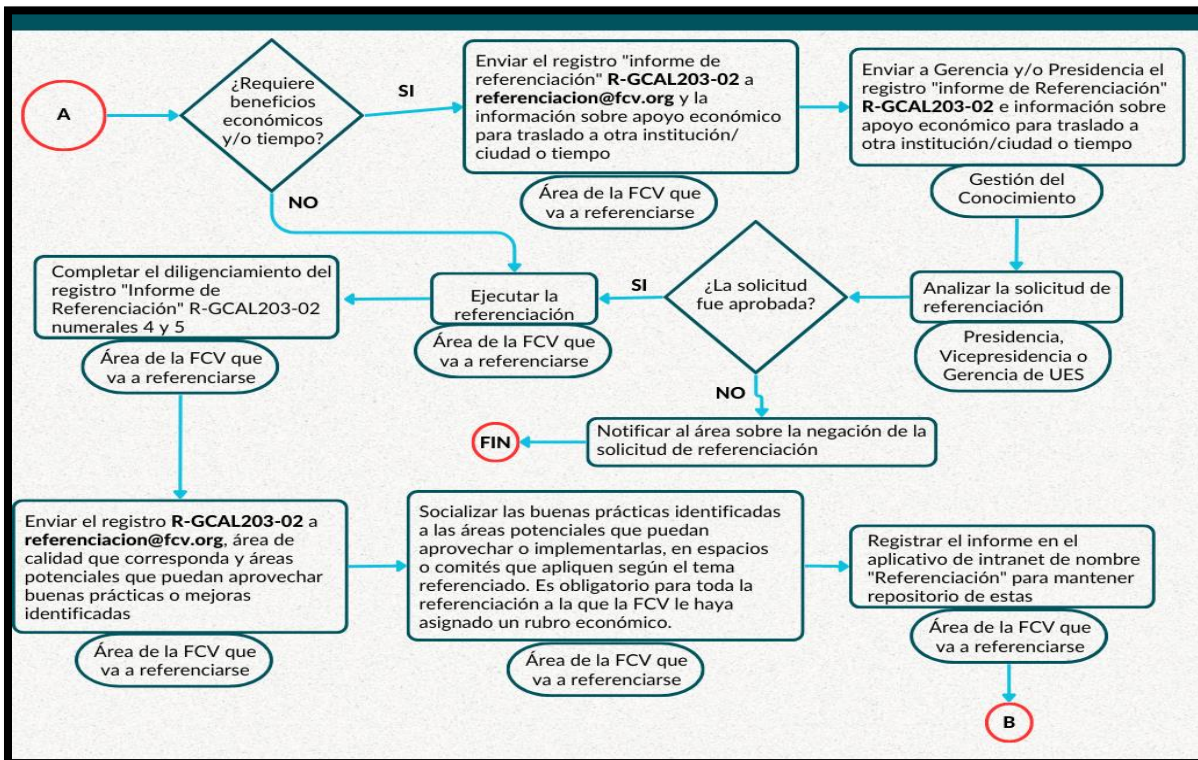 A
¿Requiere
beneficios
económicos
y/o tiempo?
SI
Enviar el registro "informe de
referenciación" R-GCAL203-02 a
referenciacion@fcv.org y la
información sobre apoyo económico
para traslado a otra institución/
ciudad o tiempo
Área de la FCV que
va a referenciarse
Enviar a Gerencia y/o Presidencia el
registro "informe de Referenciación"
R-GCAL203-02 e información sobre
apoyo económico para traslado a
otra institución/ciudad o tiempo
Gestión del
Conocimiento
NO
Analizar la solicitud de
referenciación
Presidencia,
Vicepresidencia o
Gerencia de UES
¿La solicitud
fue aprobada?
SI
Ejecutar la
referenciación
Área de la FCV que
va a referenciarse
Completar el diligenciamiento del
registro "Informe de
Referenciación" R-GCAL203-02
numerales 4 y 5
Área de la FCV que
va a referenciarse
NO
Notificar al área sobre la negación de la
solicitud de referenciación
FIN
Enviar el registro R-GCAL203-02 a
referenciacion@fcv.org, área de
calidad que corresponda y áreas
potenciales que puedan aprovechar
buenas prácticas o mejoras
identificadas
Área de la FCV que
va a referenciarse
Socializar las buenas prácticas identificadas
a las áreas potenciales que puedan
aprovechar o implementarlas, en espacios
o comités que apliquen según el tema
referenciado. Es obligatorio para toda la
referenciación a la que la FCV le haya
asignado un rubro económico.
Área de la FCV que
va a referenciarse
Registrar el informe en el
aplicativo de intranet de nombre
"Referenciación" para mantener
repositorio de estas
Área de la FCV que
va a referenciarse
B